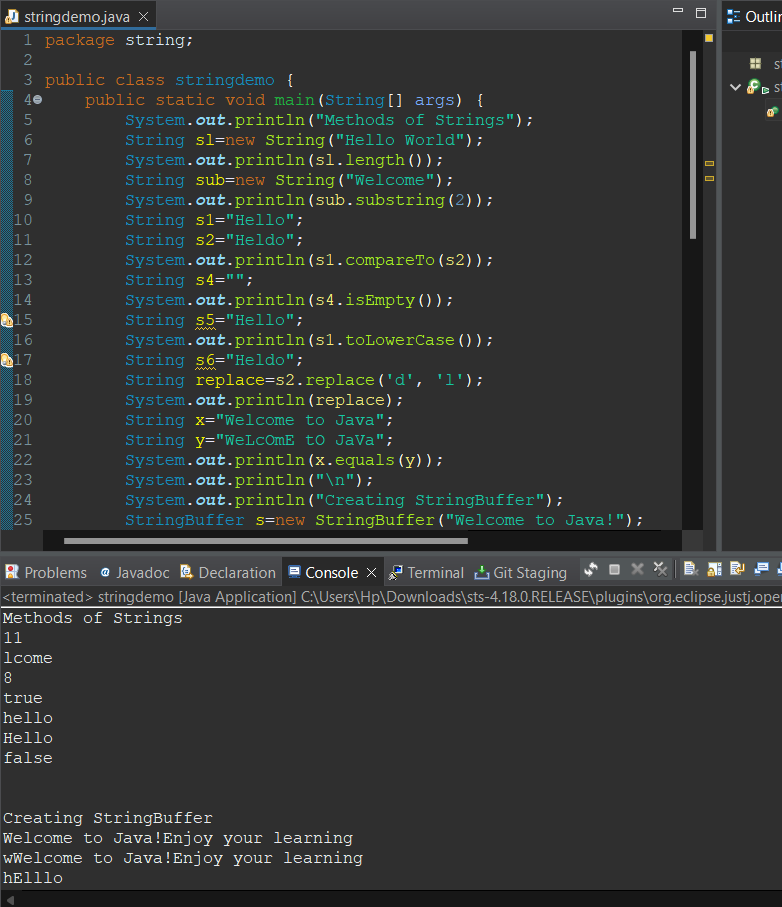 stringdemo.java
Outlin
1 package string;
2
3 public class stringdemo {
4 public static void main(String[] args) {
5 System.out.println("Methods of Strings");
6 String sl=new String("Hello World");
7 System.out.println(sl.length());
8 String sub=new String("Welcome");
9 System.out.println(sub.substring(2));
10 String s1="Hello";
11 String s2="Heldo";
12 System.out.println(s1.compareTo(s2));
13 String s4="";
14 System.out.println(s4.isEmpty());
15 String s5="Hello";
16 System.out.println(s1.toLowerCase());
17 String s6="Heldo";
18 String replace=s2.replace('d', 'l');
19 System.out.println(replace);
20 String x="Welcome to Java";
21 String y="WeLcOmE tO JaVa";
22 System.out.println(x.equals(y));
23 System.out.println("\n");
24 System.out.println("Creating StringBuffer");
25 StringBuffer s=new StringBuffer("Welcome to Java!");
Problems Javadoc Declaration Console Terminal Git Staging
<terminated> stringdemo [Java Application] C:\Users\Hp\Downloads\sts-4.18.0.RELEASE\plugins\org.eclipse.justj.open
Methods of Strings
11
lcome
8
true
hello
Hello
false
Creating StringBuffer
Welcome to Java!Enjoy your learning
wWelcome to Java!Enjoy your learning
hElllo